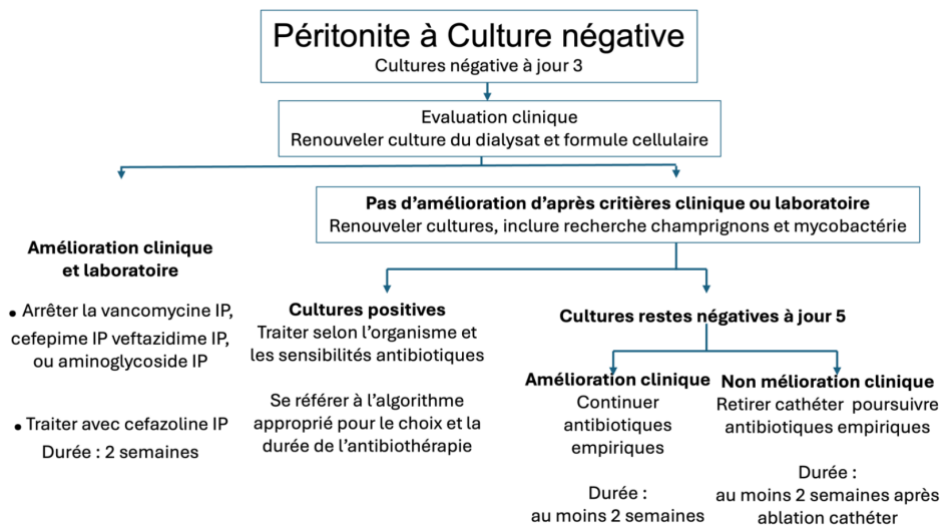 Péritonite à Culture négative
Cultures négative à jour 3
Evaluation clinique
Renouveler culture du dialysat et formule cellulaire
Pas d’amélioration d’après critères clinique ou laboratoire
Renouveler cultures, inclure recherche champrignons et mycobactérie
Amélioration clinique
et laboratoire
• Arrêter la vancomycine IP,
cefepime IP veftazidime IP,
ou aminoglycoside IP
• Traiter avec cefazoline IP
Durée : 2 semaines
Cultures positives
Traiter selon l’organisme et
les sensibilités antibiotiques
Se référer à l’algorithme
approprié pour le choix et la
durée de l’antibiothérapie
Cultures restes négatives à jour 5
Amélioration clinique
Continuer
antibiotiques
empiriques
Durée :
au moins 2 semaines
Non mélioration clinique
Retirer cathéter poursuivre
antibiotiques empiriques
Durée :
au moins 2 semaines après
ablation cathéter